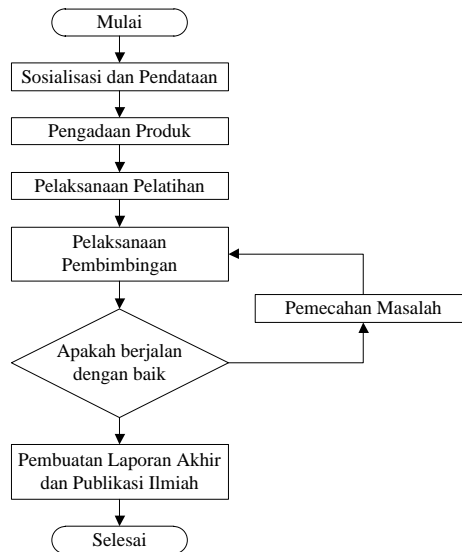 Mulai
Sosialisasi dan Pendataan
Pengadaan Produk
Pelaksanaan Pelatihan
Pelaksanaan
Pembimbingan
Pemecahan Masalah
Apakah berjalan
dengan baik
Pembuatan Laporan Akhir
dan Publikasi Ilmiah
Selesai